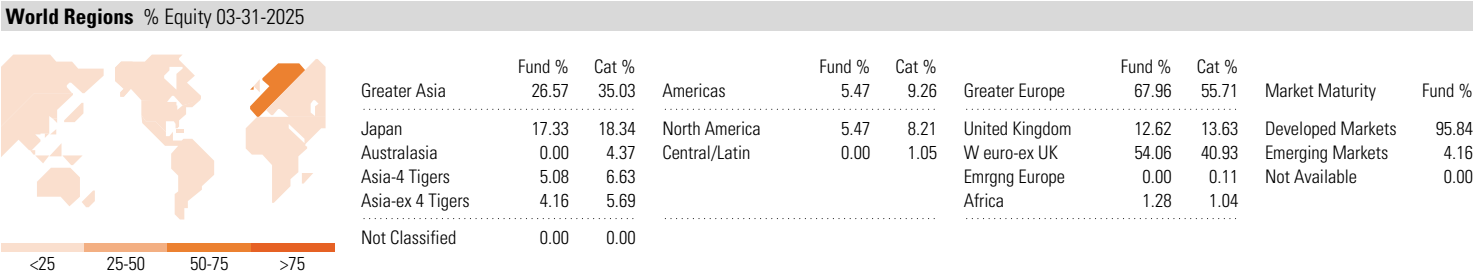 World Regions % Equity 03-31-2025
Fund % Cat % Fund % Cat % Fund % Cat %
Greater Asia 26.57 35.03 Americas 5.47 9.26 Greater Europe 67.96 55.71 Market Maturity Fund %
Japan 17.33 18.34 North America 5.47 8.21 United Kingdom 12.62 13.63 Developed Markets 95.84
Australasia 0.00 4.37 Central/Latin 0.00 1.05 W euro-ex UK 54.06 40.93 Emerging Markets 4.16
Asia-4 Tigers 5.08 6.63 Emrgng Europe 0.00 0.11 Not Available 0.00
Asia-ex 4 Tigers 4.16 5.69 Africa 1.28 1.04
Not Classified 0.00 0.00
<25 25-50 50-75 >75